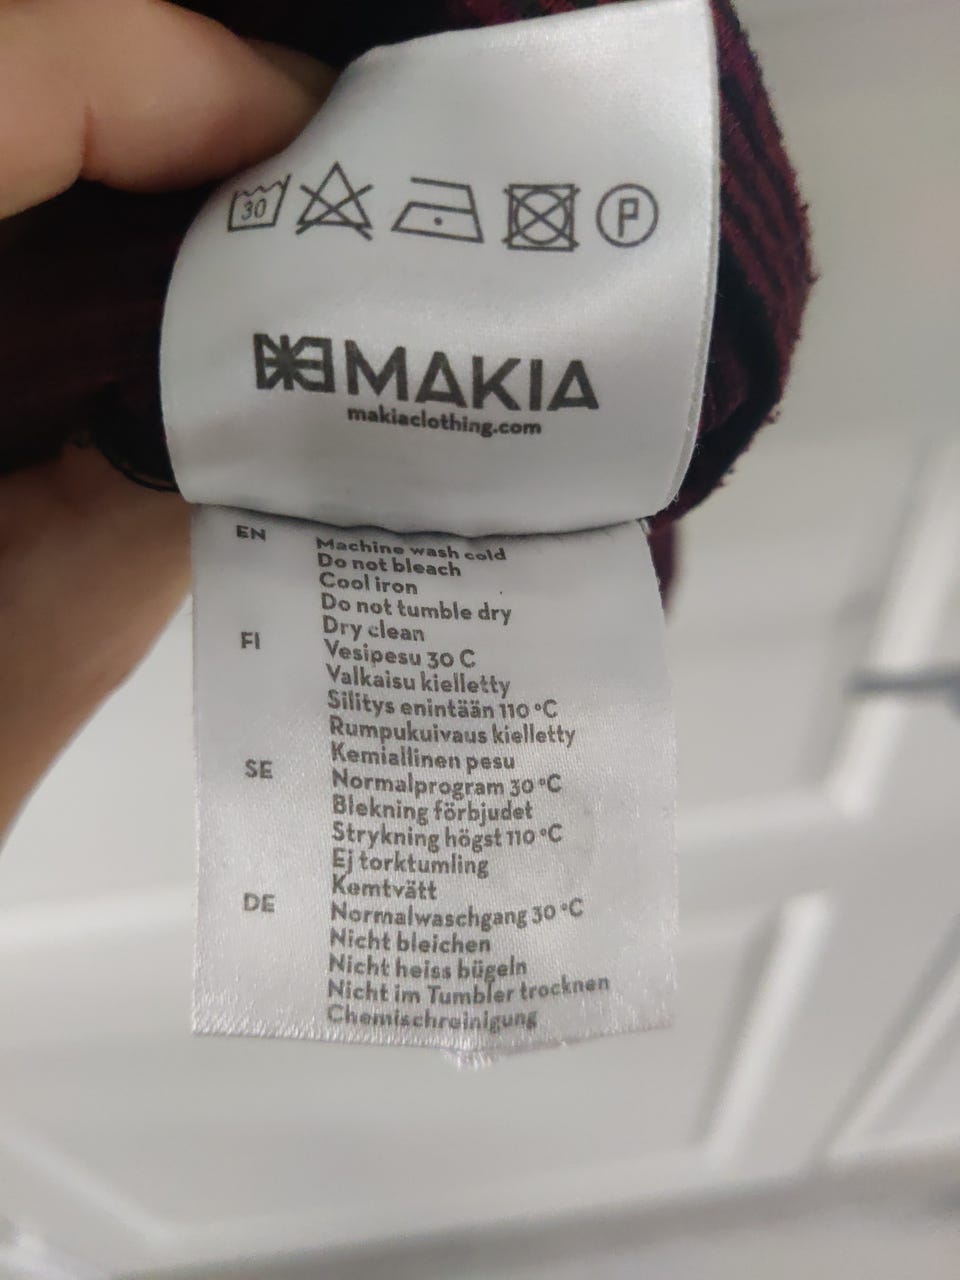 30
P
MAKIA
makiaclothing.com
EN Machine wash cold
Do not bleach
Cool iron
Do not tumble dry
Dry clean
FI Vesipesu 30 C
Valkaisu kielletty
Silitys enintään 110 °C
Rumpukuivaus kielletty
Kemiallinen pesu
SE Normalprogram 30 °C
Blekning förbjudet
Strykning högst 110 °C
Ej torktumling
Kemtvätt
DE Normalwaschgang 30 °C
Nicht bleichen
Nicht heiss bügeln
Nicht im Tumbler trocknen
Chemischreinigung